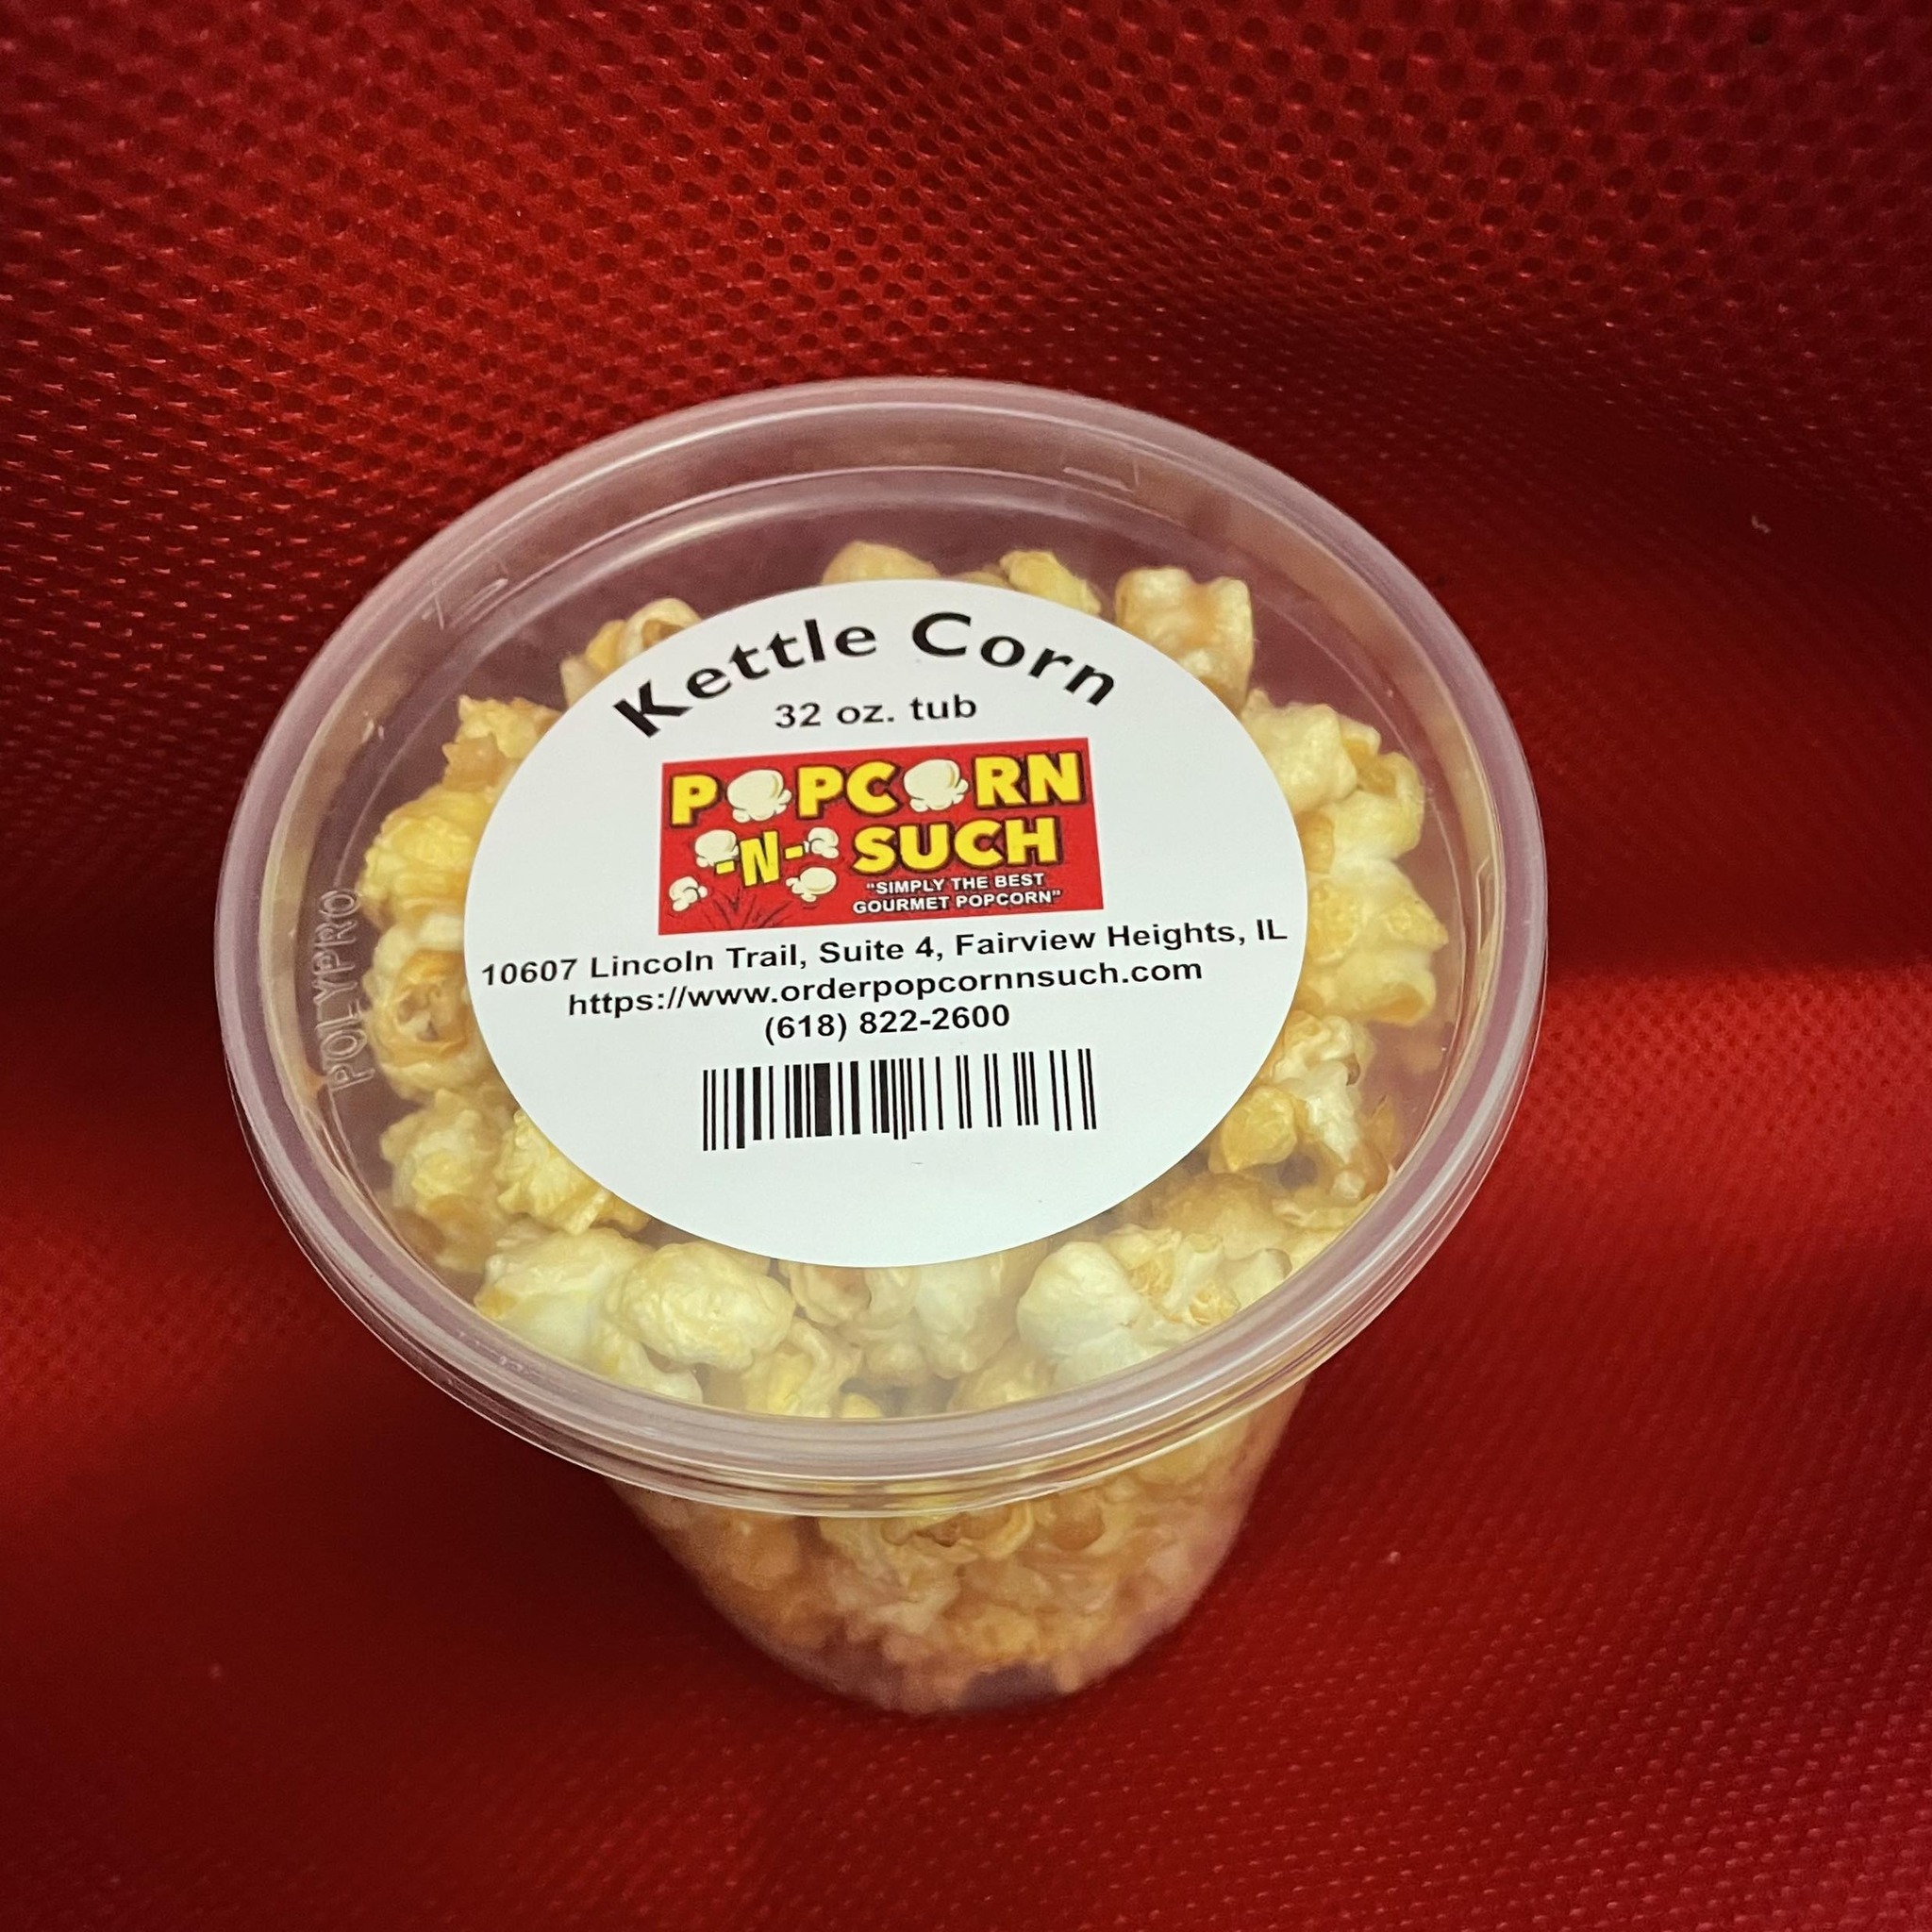 Kettle Corn
32 oz. tub
POPCORN
-N- SUCH
"SIMPLY THE BEST
GOURMET POPCORN"
10607 Lincoln Trail, Suite 4, Fairview Heights, IL
https://www.orderpopcornnsuch.com
(618) 822-2600
POLYPRO